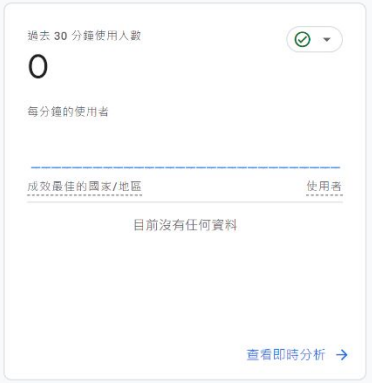 過去 30 分鐘使用人數
0
每分鐘的使用者
成效最佳的國家/地區 使用者
目前沒有任何資料
查看即時分析